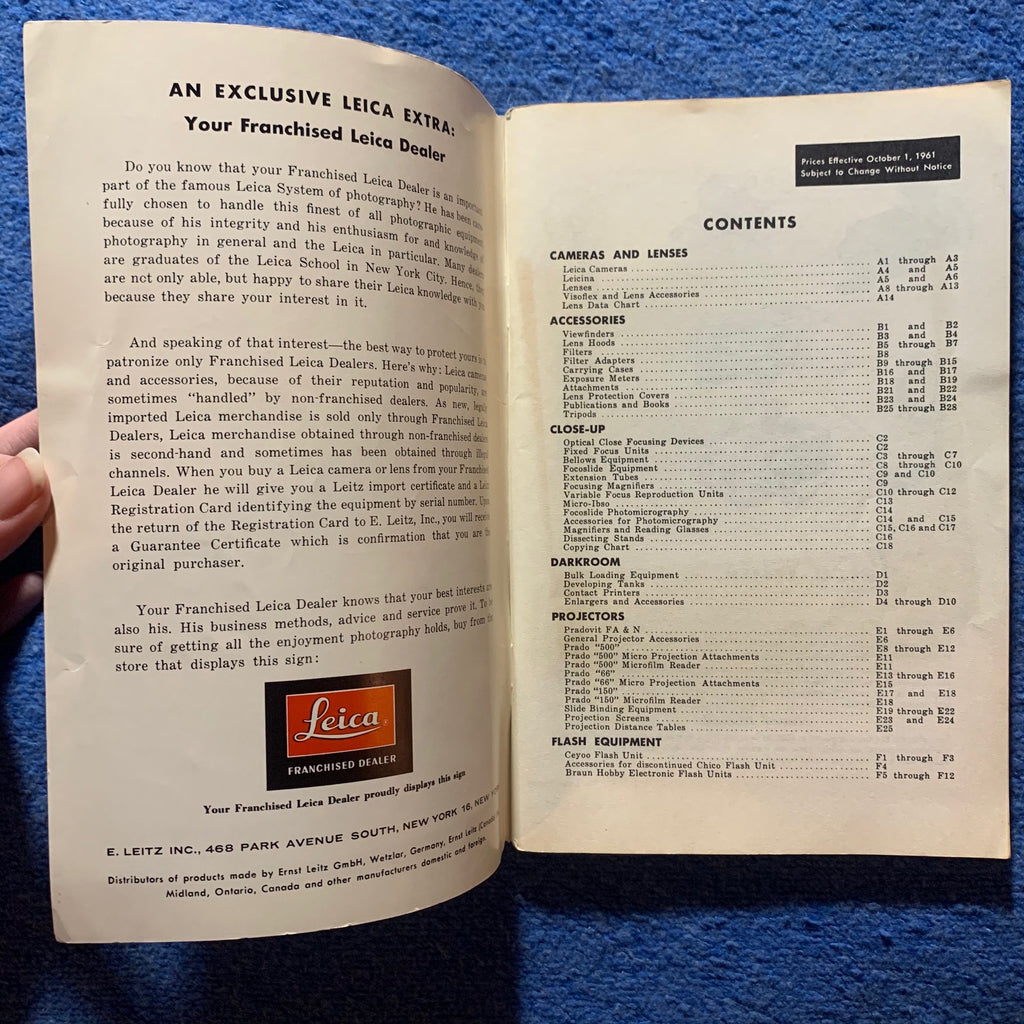 AN EXCLUSIVE LEICA EXTRA:
Your Franchised Leica Dealer
Do you know that your Franchised Leica Dealer is an
part of the famous Leica System of photography? He has been
fully chosen to handle this finest of all photographic
because of his integrity and his enthusiasm for and knowledge
photography in general and the Leica in particular. Many
are graduates of the Leica School in New York City. Hence,
are not only able, but happy to share their Leica knowledge with
because they share your interest in it.
And speaking of that interest—the best way to protect yours is
patronize only Franchised Leica Dealers. Here's why: Leica
and accessories, because of their reputation and popularity,
sometimes "handled" by non-franchised dealers. As new,
imported Leica merchandise is sold only through Franchised
Dealers, Leica merchandise obtained through non-franchised
is second-hand and sometimes has been obtained through
channels. When you buy a Leica camera or lens from your
Leica Dealer he will give you a Leitz import certificate and a
Registration Card identifying the equipment by serial number.
the return of the Registration Card to E. Leitz, Inc., you will
a Guarantee Certificate which is confirmation that you are
original purchaser.
Your Franchised Leica Dealer knows that your best interests
also his. His business methods, advice and service prove it. To
sure of getting all the enjoyment photography holds, buy from
store that displays this sign:
Leica®
FRANCHISED DEALER
Your Franchised Leica Dealer proudly displays this sign
E. LEITZ INC., 468 PARK AVENUE SOUTH, NEW YORK 16, NEW
Distributors of products made by Ernst Leitz GmbH, Wetzlar, Germany, Ernst Leitz (Canada)
Midland, Ontario, Canada and other manufacturers domestic and foreign.
Prices Effective October 1, 1961
Subject to Change Without Notice
CONTENTS
CAMERAS AND LENSES
Leica Cameras A1 through A3
Leicina A4 and A5
Lenses A5 and A6
Visoflex and Lens Accessories A8 through A13
Lens Data Chart A14
ACCESSORIES
Viewfinders B1 and B2
Lens Hoods B3 and B4
Filters B5 through B7
Filter Adapters B8
Carrying Cases B9 through B15
Exposure Meters B16 and B17
Attachments B18 and B19
Lens Protection Covers B21 and B22
Publications and Books B23 and B24
Tripods B25 through B28
CLOSE-UP
Optical Close Focusing Devices C2
Fixed Focus Units C2
Bellows Equipment C3 through C7
Focoslide Equipment C8 through C10
Extension Tubes C9 and C10
Focusing Magnifiers C9
Variable Focus Reproduction Units C10 through C12
Micro-Ibso C13
Focoslide Photomicrography C14
Accessories for Photomicrography C14 and C15
Magnifiers and Reading Glasses C15, C16 and C17
Dissecting Stands C16
Copying Chart C18
DARKROOM
Bulk Loading Equipment D1
Developing Tanks D2
Contact Printers D3
Enlargers and Accessories D4 through D10
PROJECTORS
Pradovit FA & N E1 through E6
General Projector Accessories E6
Prado "500" E8 through E12
Prado "500" Micro Projection Attachments E11
Prado "500" Microfilm Reader E11
Prado "66" E13 through E16
Prado "66" Micro Projection Attachments E15
Prado "150" E17 and E18
Prado "150" Microfilm Reader E18
Slide Binding Equipment E19 through E22
Projection Screens E23 and E24
Projection Distance Tables E25
FLASH EQUIPMENT
Ceyoo Flash Unit F1 through F3
Accessories for discontinued Chico Flash Unit F4
Braun Hobby Electronic Flash Units F5 through F12